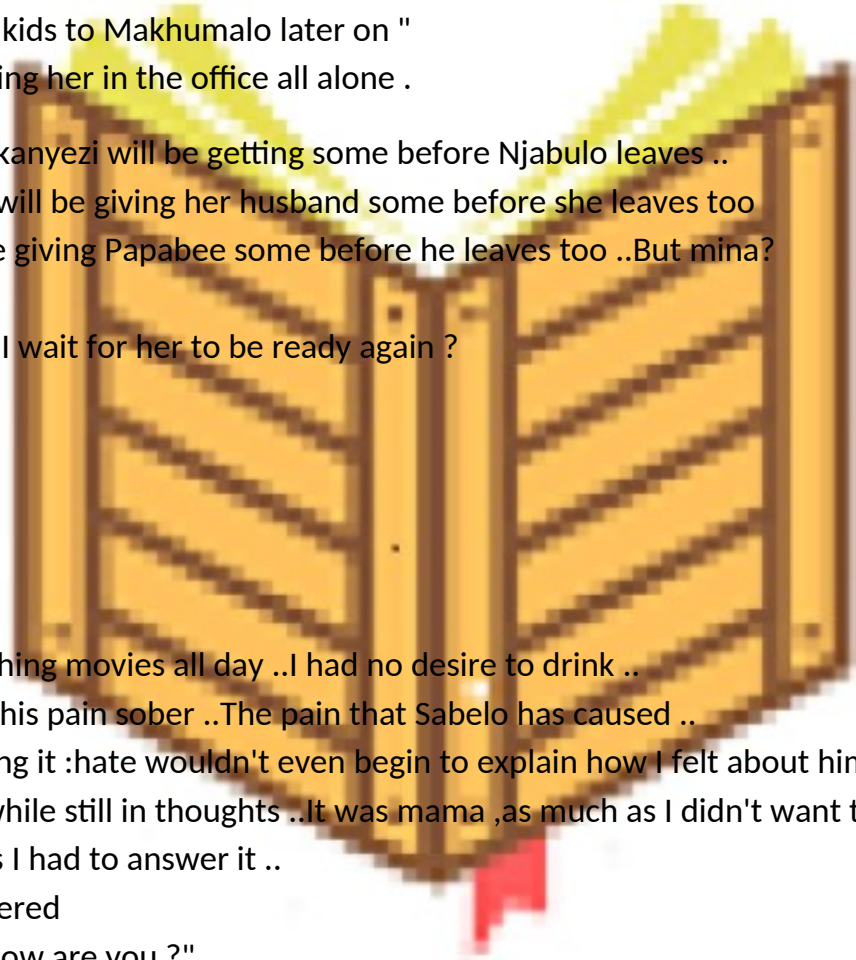 kids to Makhumalo later on "
ing her in the office all alone .
kanyezi will be getting some before Njabulo leaves ..
will be giving her husband some before she leaves too
e giving Papabee some before he leaves too ..But mina?
I wait for her to be ready again ?
hing movies all day ..I had no desire to drink ..
his pain sober ..The pain that Sabelo has caused ..
ng it :hate wouldn't even begin to explain how I felt about him
while still in thoughts ..It was mama ,as much as I didn't want t
s I had to answer it ..
ered
ow are you ?"